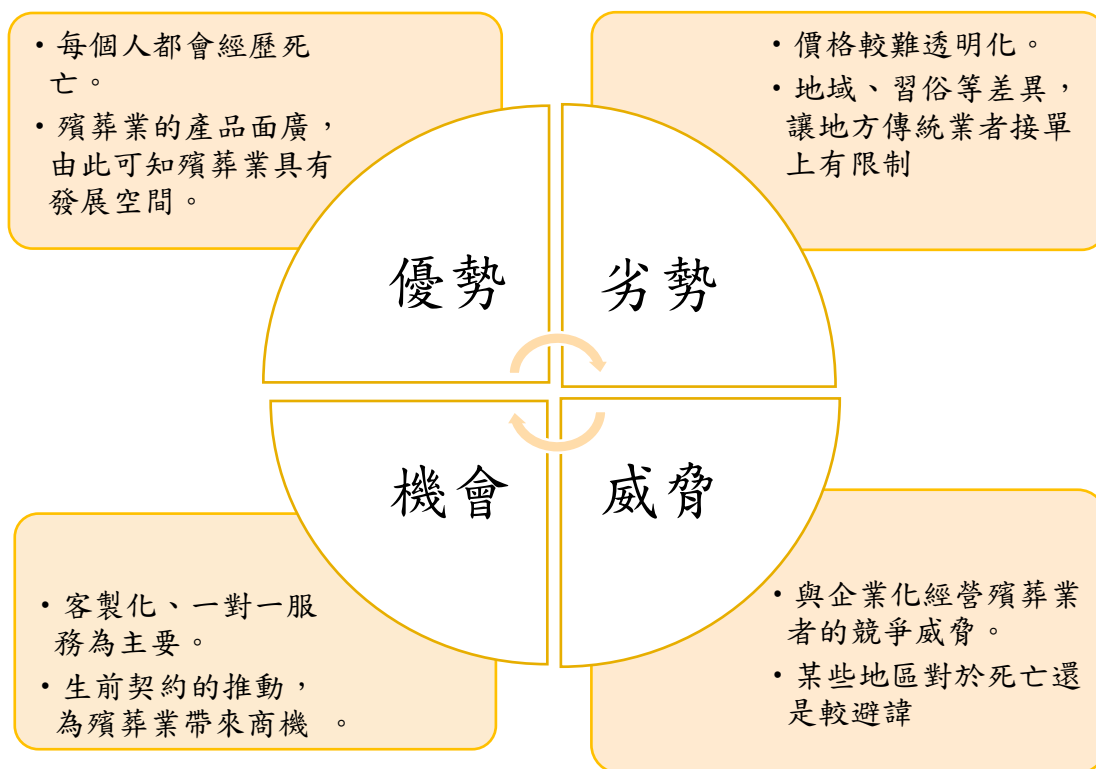 ・每個人都會經歷死
亡。
・殯葬業的產品面廣，
由此可知殯葬業具有
發展空間。
・價格較難透明化。
・地域、習俗等差異，
讓地方傳統業者接單
上有限制
優勢
劣勢
機會
威脅
・客製化、一對一服
務為主要。
・生前契約的推動，
為殯葬業帶來商機 。
・與企業化經營殯葬業
者的競爭威脅。
・某些地區對於死亡還
是較避諱